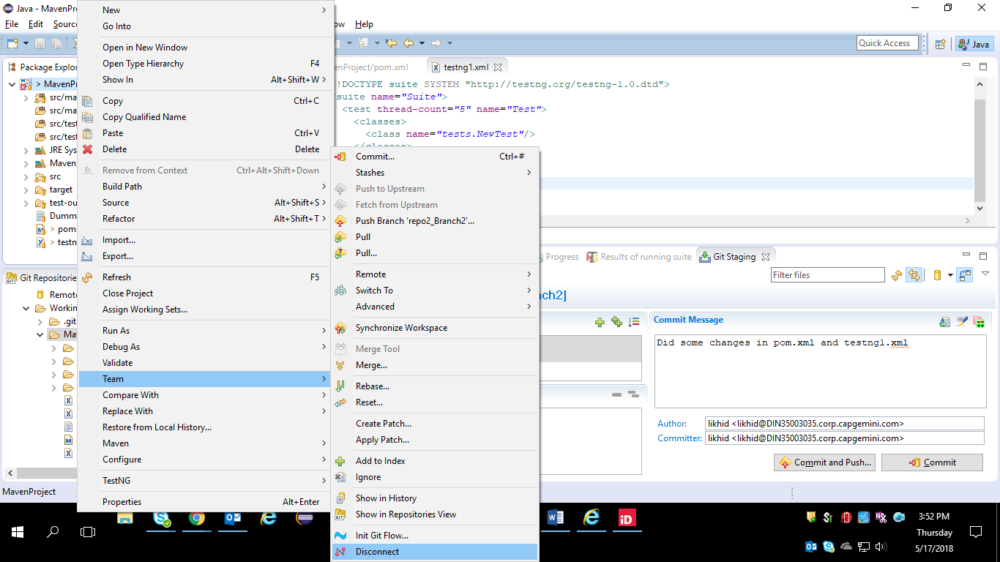 Java - MavenProj
File Edit Sourc
ow Help
Quick Access
Java
Package Explor
> MavenPr
src/ma
src/ma
src/test
src/test
JRE Sys
Maven
src
target
test-ou
Dumm
> pom
> testn
Git Repositorie
Remote
Workin
.git
Mav
MavenProject
New
Go Into
Open in New Window
Open Type Hierarchy F4
Show In Alt+Shift+W
Copy Ctrl+C
Copy Qualified Name
Paste Ctrl+V
Delete Delete
Remove from Context Ctrl+Alt+Shift+Down
Build Path
Source Alt+Shift+S
Refactor Alt+Shift+T
Import...
Export...
Refresh F5
Close Project
Assign Working Sets...
Run As
Debug As
Validate
Team
Compare With
Replace With
Restore from Local History...
Maven
Configure
TestNG
Properties Alt+Enter
Commit... Ctrl+#
Stashes
Push to Upstream
Fetch from Upstream
Push Branch 'repo2_Branch2'...
Pull
Pull...
Remote
Switch To
Advanced
Synchronize Workspace
Merge Tool
Merge...
Rebase...
Reset...
Create Patch...
Apply Patch...
Add to Index
Ignore
Show in History
Show in Repositories View
Init Git Flow...
Disconnect
enProject/pom.xml testng1.xml
!DOCTYPE suite SYSTEM "http://testng.org/testng-1.0.dtd">
suite name="Suite">
<test thread-count="5" name="Test">
<classes>
<class name="tests.NewTest"/>
</classes>
Progress Results of running suite Git Staging
Filter files
nch2]
Commit Message
Did some changes in pom.xml and testng1.xml
Author: likhid <likhid@DIN35003035.corp.capgemini.com>
Committer: likhid <likhid@DIN35003035.corp.capgemini.com>
Commit and Push... Commit
iD
3:52 PM
Thursday
5/17/2018